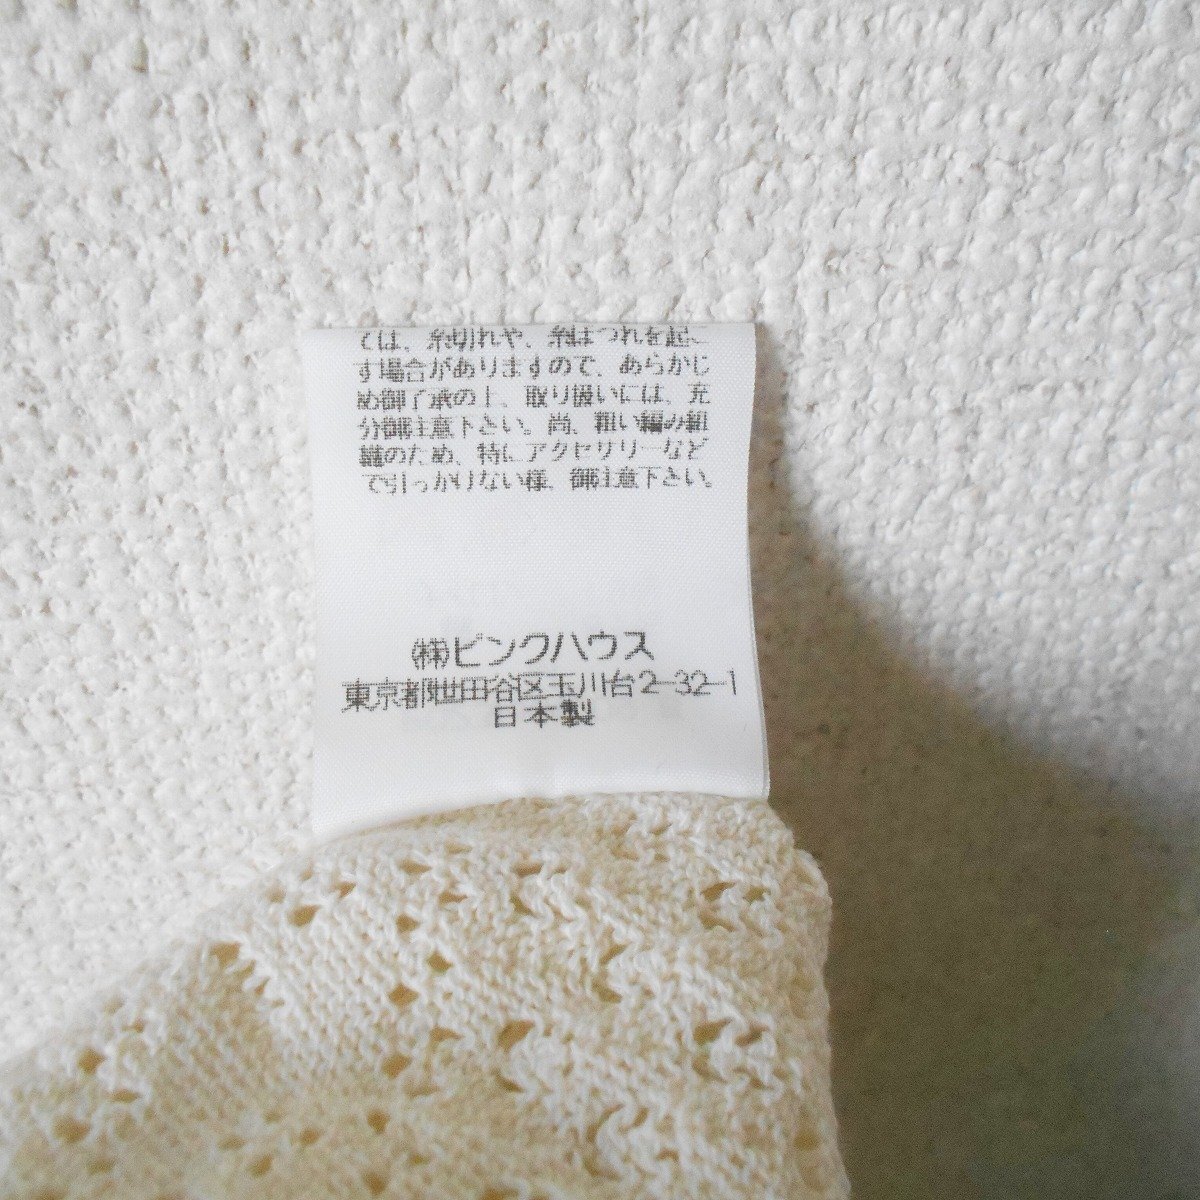 ては、糸切れや、糸ほつれを起こ
す場合がありますので、あらかじ
め御了承の上、取り扱いには、充
分御注意下さい。尚、粗い編み組
織のため、特にアクセサリーなど
で引っかけない様、御注意下さい。
(株)ピンクハウス
東京都世田谷区玉川台2-32-1
日本製